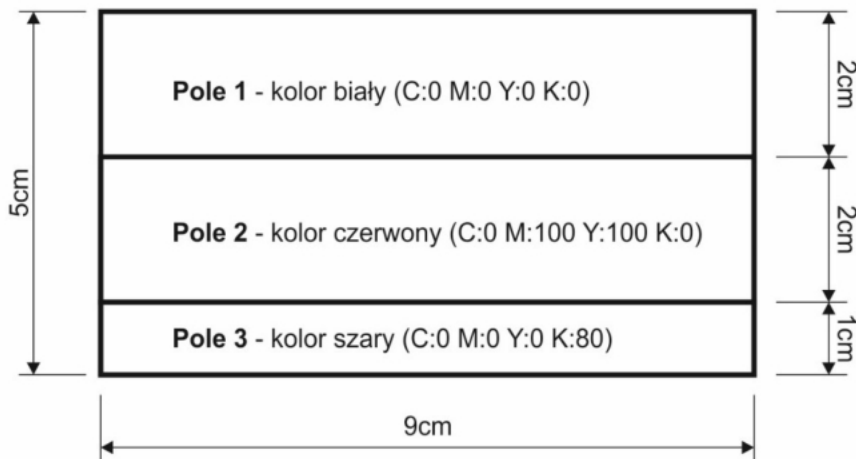 Pole 1 - kolor biały (C:0 M:0 Y:0 K:0)
2cm
5cm
Pole 2 - kolor czerwony (C:0 M:100 Y:100 K:0)
2cm
Pole 3 - kolor szary (C:0 M:0 Y:0 K:80)
1cm
9cm